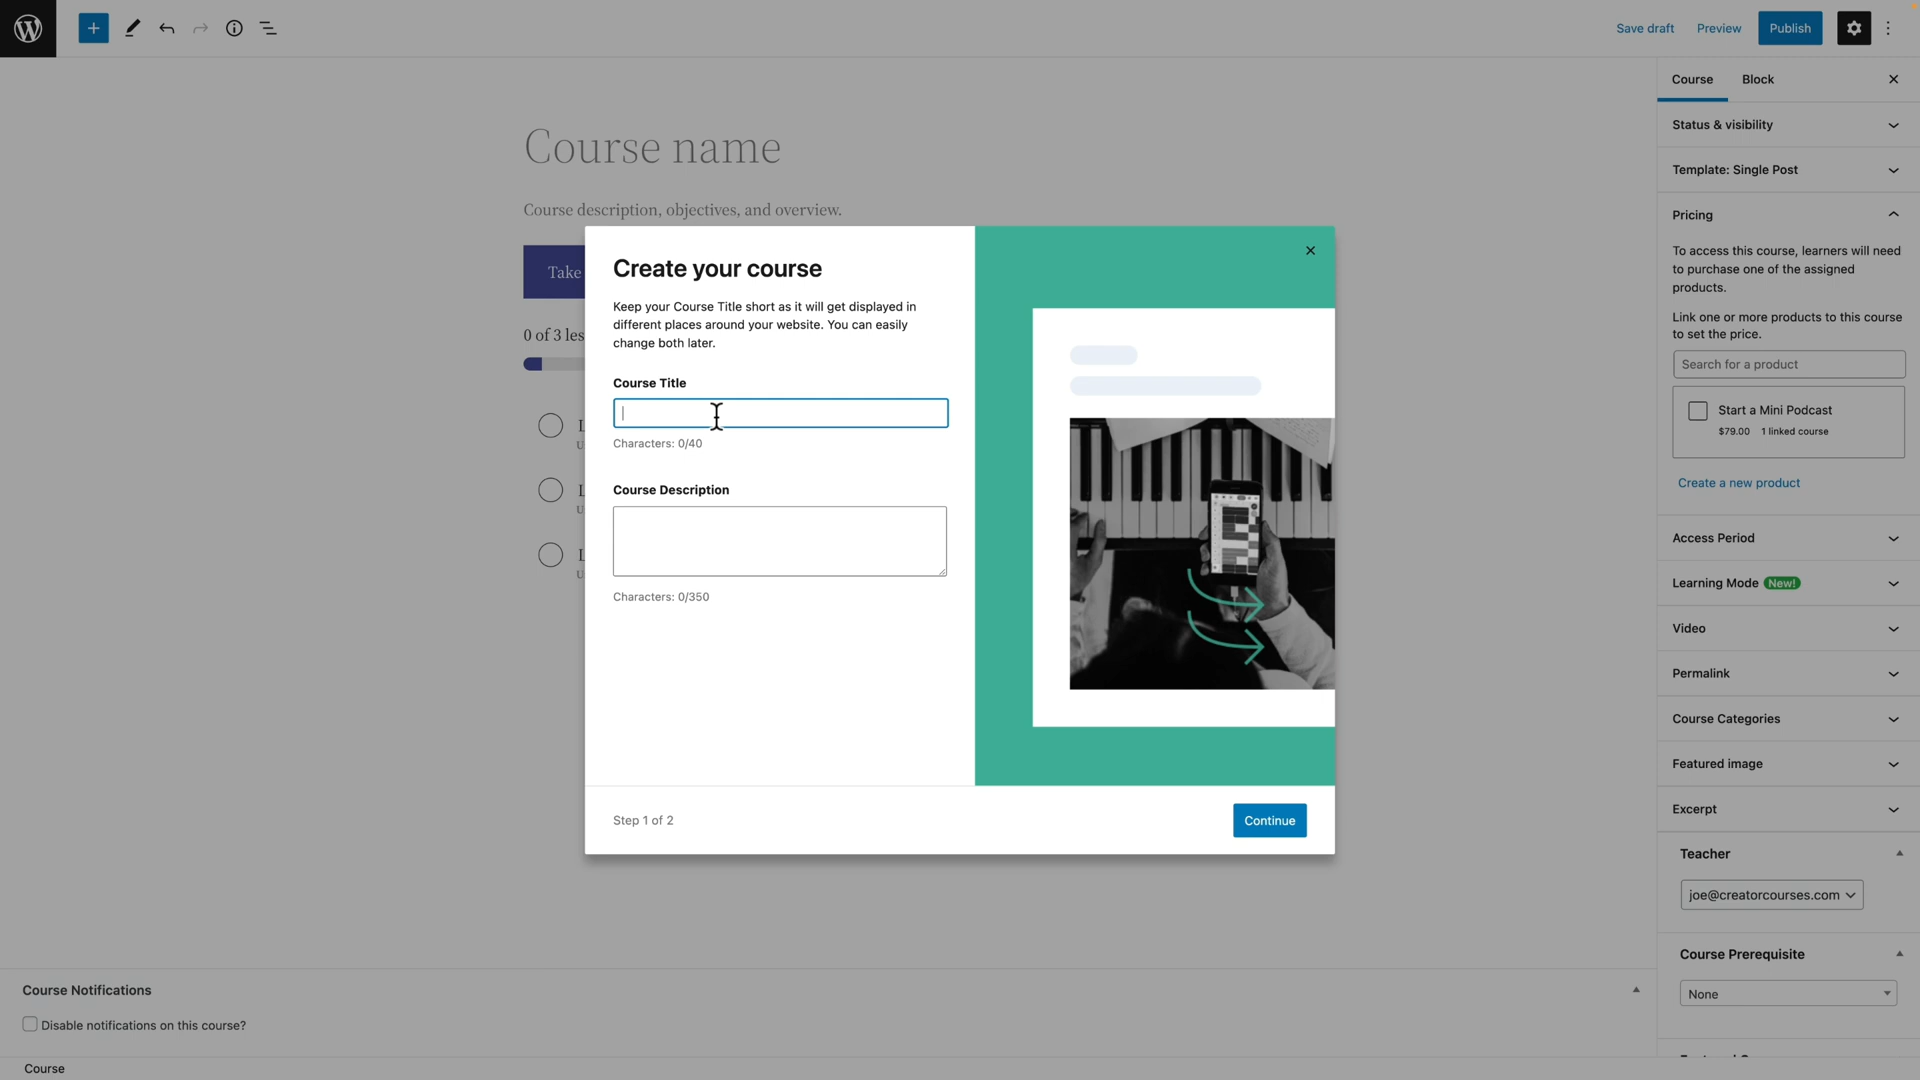 Save draft
Preview
Publish
Course
Block
Course name
Course description, objectives, and overview.
Take
0 of 3 les
Create your course
Keep your Course Title short as it will get displayed in
different places around your website. You can easily
change both later.
Course Title
Characters: 0/40
Course Description
Characters: 0/350
Step 1 of 2
Continue
Status & visibility
Template: Single Post
Pricing
To access this course, learners will need
to purchase one of the assigned
products.
Link one or more products to this course
to set the price.
Search for a product
Start a Mini Podcast
$79.00 1 linked course
Create a new product
Access Period
Learning Mode New!
Video
Permalink
Course Categories
Featured image
Excerpt
Teacher
joe@creatorcourses.com
Course Prerequisite
None
Course Notifications
Disable notifications on this course?
Course